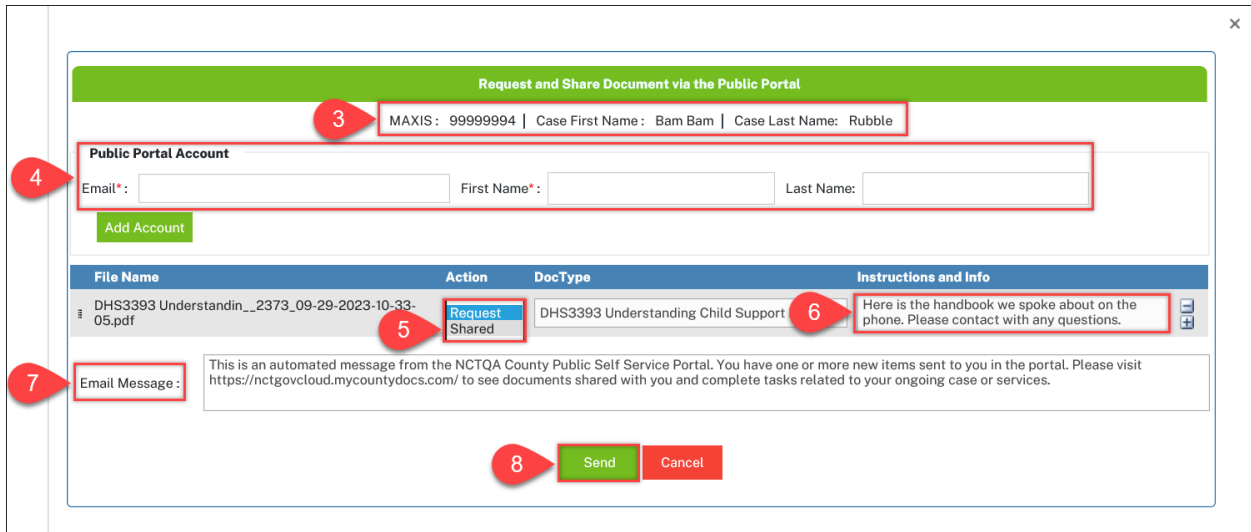 ×
Request and Share Document via the Public Portal
3
MAXIS : 99999994 | Case First Name : Bam Bam | Case Last Name: Rubble
Public Portal Account
4
Email* : First Name* : Last Name:
Add Account
File Name Action DocType Instructions and Info
DHS3393 Understandin__2373_09-29-2023-10-33-
05.pdf
Request
Shared
5
DHS3393 Understanding Child Support
6
Here is the handbook we spoke about on the
phone. Please contact with any questions.
7
Email Message :
This is an automated message from the NCTQA County Public Self Service Portal. You have one or more new items sent to you in the portal. Please visit
https://nctgovcloud.mycountydocs.com/ to see documents shared with you and complete tasks related to your ongoing case or services.
8
Send Cancel